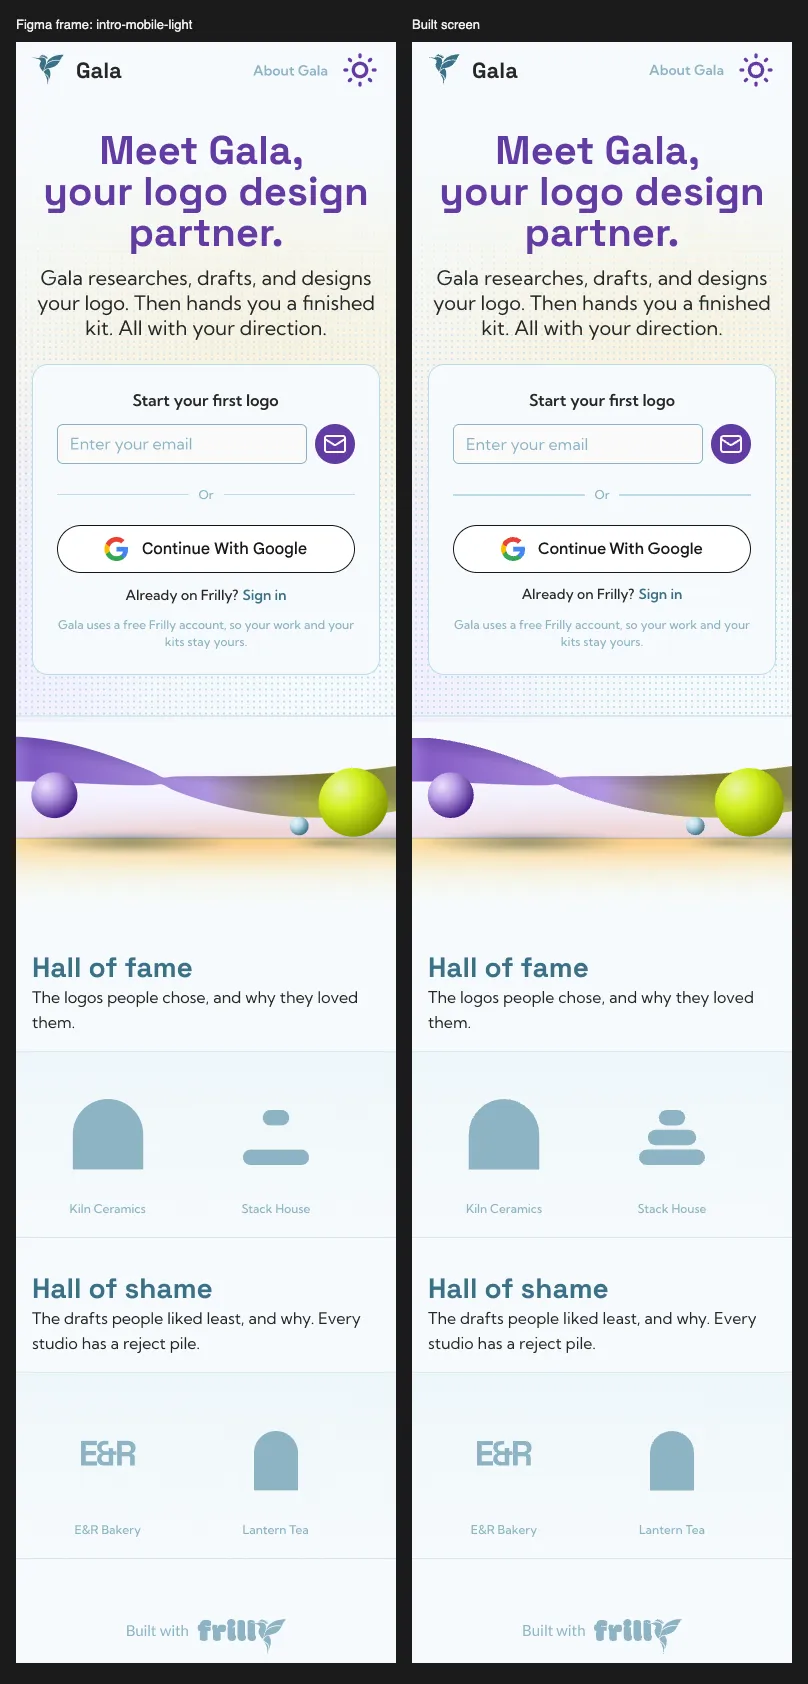 Figma frame: intro-mobile-light
Gala
About Gala
Meet Gala,
your logo design
partner.
Gala researches, drafts, and designs
your logo. Then hands you a finished
kit. All with your direction.
Start your first logo
Enter your email
Or
Continue With Google
Already on Frilly? Sign in
Gala uses a free Frilly account, so your work and your
kits stay yours.
Hall of fame
The logos people chose, and why they loved
them.
Kiln Ceramics
Stack House
Hall of shame
The drafts people liked least, and why. Every
studio has a reject pile.
E&R
E&R Bakery
Lantern Tea
Built with frilly
Built screen
Gala
About Gala
Meet Gala,
your logo design
partner.
Gala researches, drafts, and designs
your logo. Then hands you a finished
kit. All with your direction.
Start your first logo
Enter your email
Or
Continue With Google
Already on Frilly? Sign in
Gala uses a free Frilly account, so your work and your
kits stay yours.
Hall of fame
The logos people chose, and why they loved
them.
Kiln Ceramics
Stack House
Hall of shame
The drafts people liked least, and why. Every
studio has a reject pile.
E&R
E&R Bakery
Lantern Tea
Built with frilly